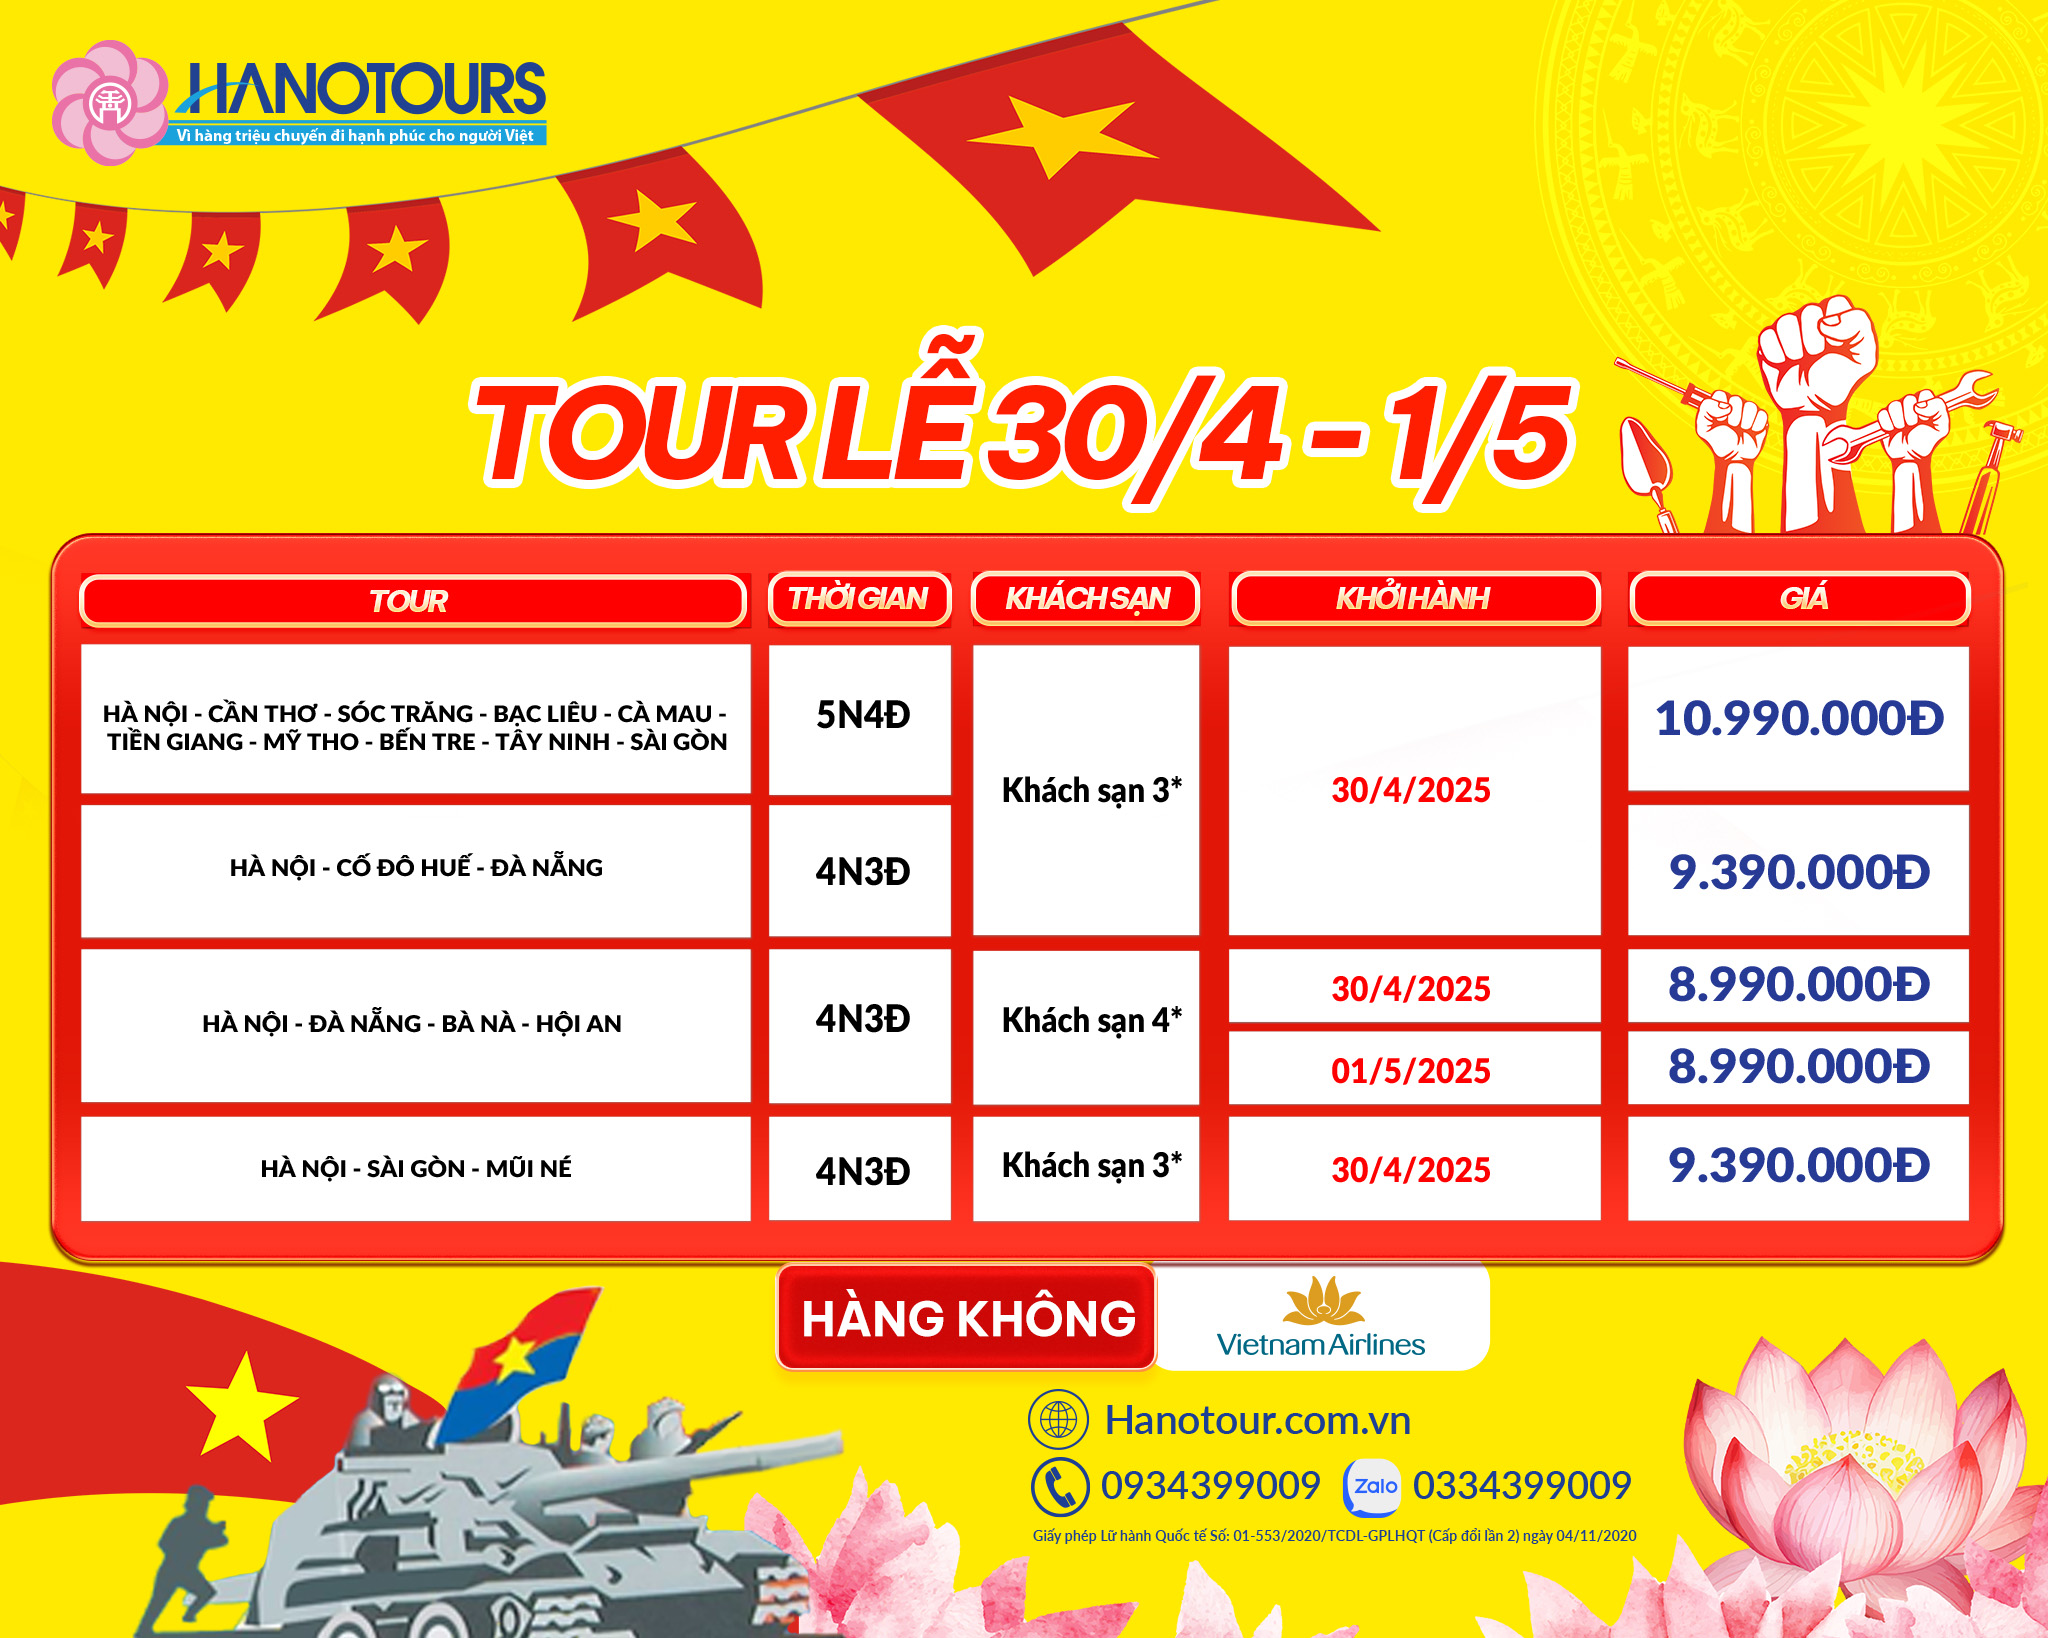 HANOTOURS
Vì hàng triệu chuyến đi hạnh phúc cho người Việt
TOUR LỄ 30/4 - 1/5
TOUR
THỜI GIAN
KHÁCH SẠN
KHỞI HÀNH
GIÁ
HÀ NỘI - CẦN THƠ - SÓC TRĂNG - BẠC LIÊU - CÀ MAU -
TIỀN GIANG - MỸ THO - BẾN TRE - TÂY NINH - SÀI GÒN
5N4Đ
Khách sạn 3*
30/4/2025
10.990.000Đ
HÀ NỘI - CỐ ĐÔ HUẾ - ĐÀ NẴNG
4N3Đ
9.390.000Đ
HÀ NỘI - ĐÀ NẴNG - BÀ NÀ - HỘI AN
4N3Đ
Khách sạn 4*
30/4/2025
8.990.000Đ
01/5/2025
8.990.000Đ
HÀ NỘI - SÀI GÒN - MŨI NÉ
4N3Đ
Khách sạn 3*
30/4/2025
9.390.000Đ
HÀNG KHÔNG
Vietnam Airlines
Hanotour.com.vn
0934399009
Zalo
0334399009
Giấy phép Lữ hành Quốc tế Số: 01-553/2020/TCDL-GPLHQT (Cấp đổi lần 2) ngày 04/11/2020